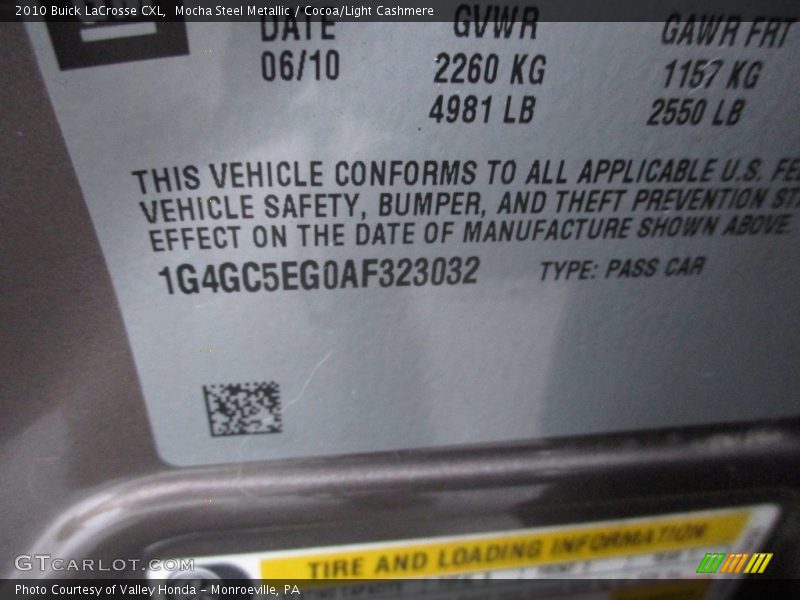 2010 Buick LaCrosse CXL, Mocha Steel Metallic / Cocoa/Light Cashmere
DATE GVWR GAWR FRT
06/10 2260 KG 1157 KG
4981 LB 2550 LB
THIS VEHICLE CONFORMS TO ALL APPLICABLE U.S. FE
VEHICLE SAFETY, BUMPER, AND THEFT PREVENTION STA
EFFECT ON THE DATE OF MANUFACTURE SHOWN ABOVE.
1G4GC5EG0AF323032 TYPE: PASS CAR
TIRE AND LOADING INFORMATION
GTCARLOT.COM
Photo Courtesy of Valley Honda - Monroeville, PA